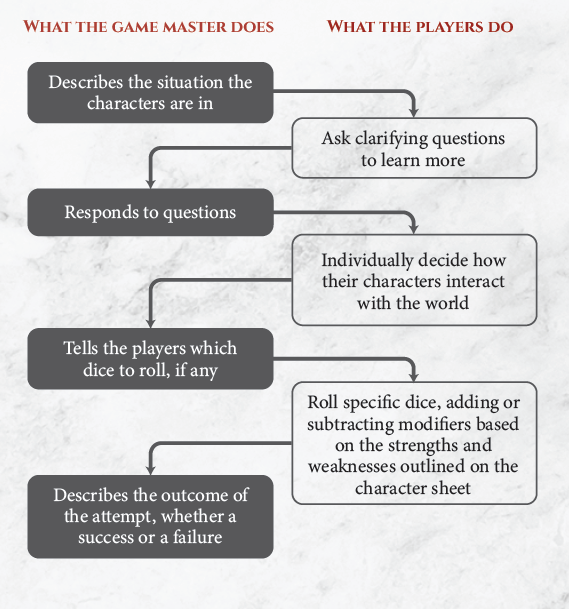 WHAT THE GAME MASTER DOES
WHAT THE PLAYERS DO
Describes the situation the
characters are in
Ask clarifying questions
to learn more
Responds to questions
Individually decide how
their characters interact
with the world
Tells the players which
dice to roll, if any
Roll specific dice, adding or
subtracting modifiers based
on the strengths and
weaknesses outlined on the
character sheet
Describes the outcome of
the attempt, whether a
success or a failure